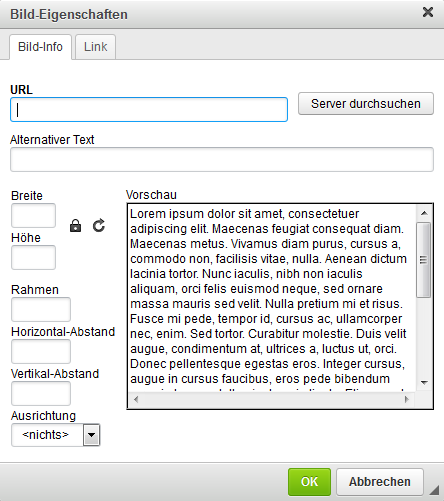 Bild-Eigenschaften
Bild-Info
Link
URL
Server durchsuchen
Alternativer Text
Breite
Höhe
Rahmen
Horizontal-Abstand
Vertikal-Abstand
Ausrichtung
<nichts>
Vorschau
Lorem ipsum dolor sit amet, consectetuer
adipiscing elit. Maecenas feugiat consequat diam.
Maecenas metus. Vivamus diam purus, cursus a,
commodo non, facilisis vitae, nulla. Aenean dictum
lacinia tortor. Nunc iaculis, nibh non iaculis
aliquam, orci felis euismod neque, sed ornare
massa mauris sed velit. Nulla pretium mi et risus.
Fusce mi pede, tempor id, cursus ac, ullamcorper
nec, enim. Sed tortor. Curabitur molestie. Duis velit
augue, condimentum at, ultrices a, luctus ut, orci.
Donec pellentesque egestas eros. Integer cursus,
augue in cursus faucibus, eros pede bibendum
OK
Abbrechen